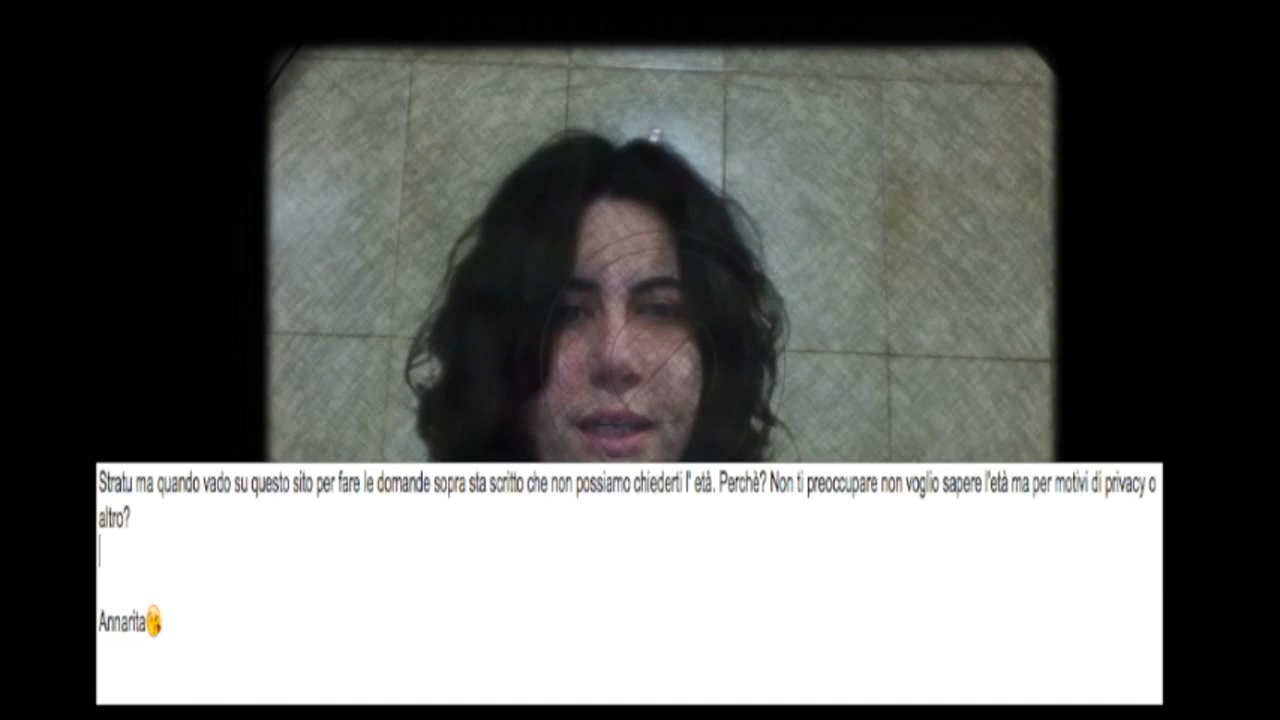 Stratu ma quando vado su questo sito per fare le domande sopra sta scritto che non possiamo chiederti l' età. Perchè? Non ti preoccupare non voglio sapere l'età ma per motivi di privacy o
altro?
Annarita😘